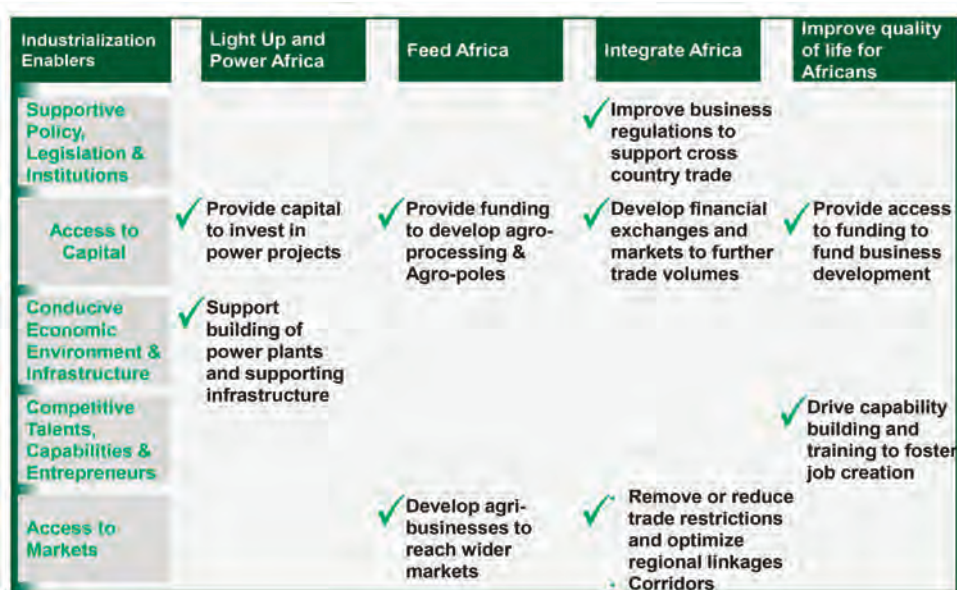 Industrialization
Enablers
Light Up and
Power Africa
Feed Africa
Integrate Africa
Improve quality
of life for
Africans
Supportive
Policy,
Legislation &
Institutions
Improve business
regulations to
support cross
country trade
Access to
Capital
Provide capital
to invest in
power projects
Provide funding
to develop agro-
processing &
Agro-poles
Develop financial
exchanges and
markets to further
trade volumes
Provide access
to funding to
fund business
development
Conducive
Economic
Environment &
Infrastructure
Support
building of
power plants
and supporting
infrastructure
Competitive
Talents,
Capabilities &
Entrepreneurs
Drive capability
building and
training to foster
job creation
Access to
Markets
Develop agri-
businesses to
reach wider
markets
Remove or reduce
trade restrictions
and optimize
regional linkages
Corridors